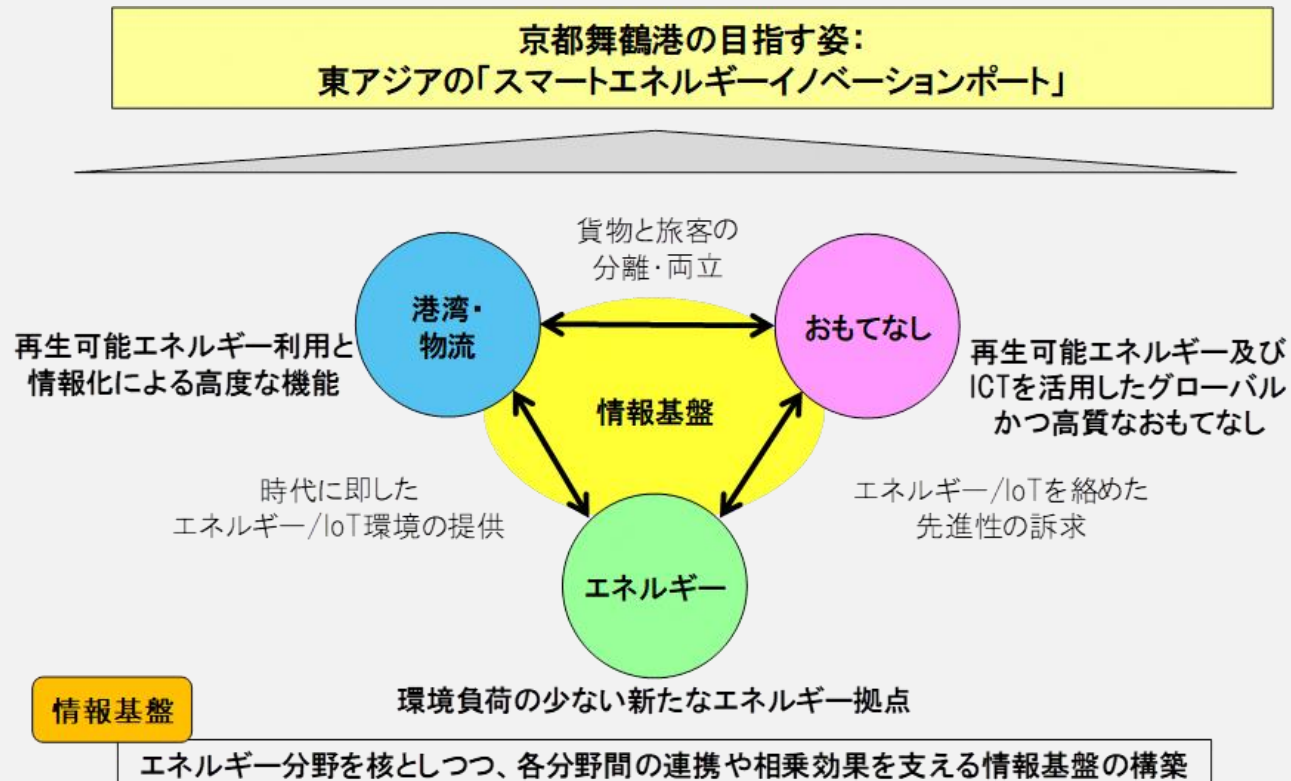 京都舞鶴港の目指す姿：
東アジアの「スマートエネルギーイノベーションポート」
貨物と旅客の
分離・両立
港湾・
物流
おもてなし
再生可能エネルギー利用と
情報化による高度な機能
再生可能エネルギー及び
ICTを活用したグローバル
かつ高質なおもてなし
情報基盤
時代に即した
エネルギー/IoT環境の提供
エネルギー/IoTを絡めた
先進性の訴求
エネルギー
環境負荷の少ない新たなエネルギー拠点
情報基盤
エネルギー分野を核としつつ、各分野間の連携や相乗効果を支える情報基盤の構築